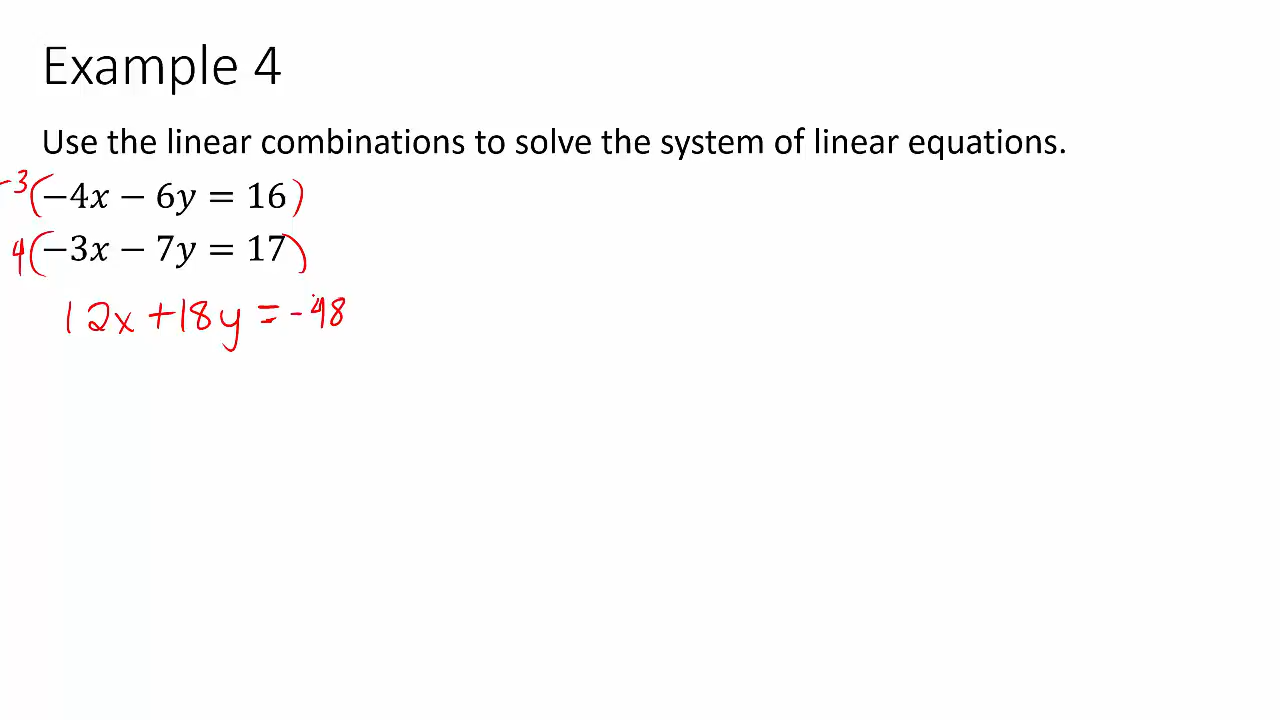 Example 4
Use the linear combinations to solve the system of linear equations.
-3(−4x − 6y = 16)
4(−3x − 7y = 17)
12x + 18y = -48